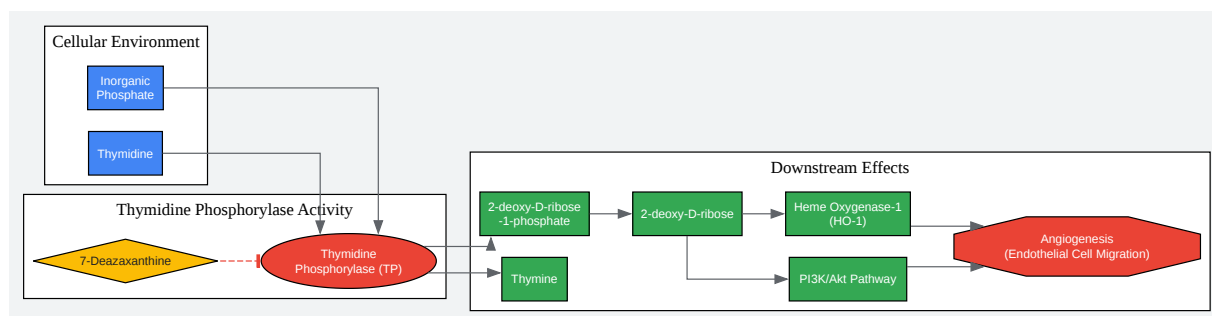 Cellular Environment
Inorganic
Phosphate
Thymidine
Thymidine Phosphorylase Activity
7-Deazaxanthine
Thymidine
Phosphorylase (TP)
Downstream Effects
2-deoxy-D-ribose
-1-phosphate
2-deoxy-D-ribose
Heme Oxygenase-1
(HO-1)
Angiogenesis
(Endothelial Cell Migration)
Thymine
PI3K/Akt Pathway